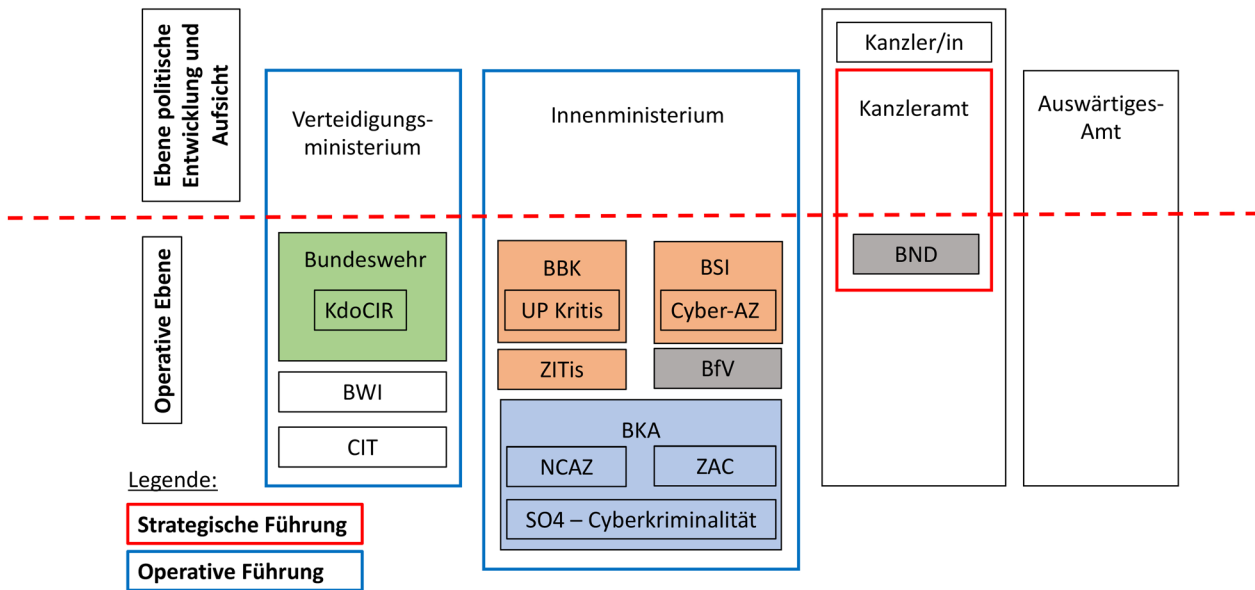 Ebene politische
Entwicklung und
Aufsicht
Verteidigungs-
ministerium
Innenministerium
Kanzler/in
Kanzleramt
Auswärtiges-
Amt
Operative Ebene
Bundeswehr
KdoCIR
BWI
CIT
BBK
UP Kritis
BSI
Cyber-AZ
ZITis
BfV
BKA
NCAZ
ZAC
SO4 – Cyberkriminalität
BND
Legende:
Strategische Führung
Operative Führung